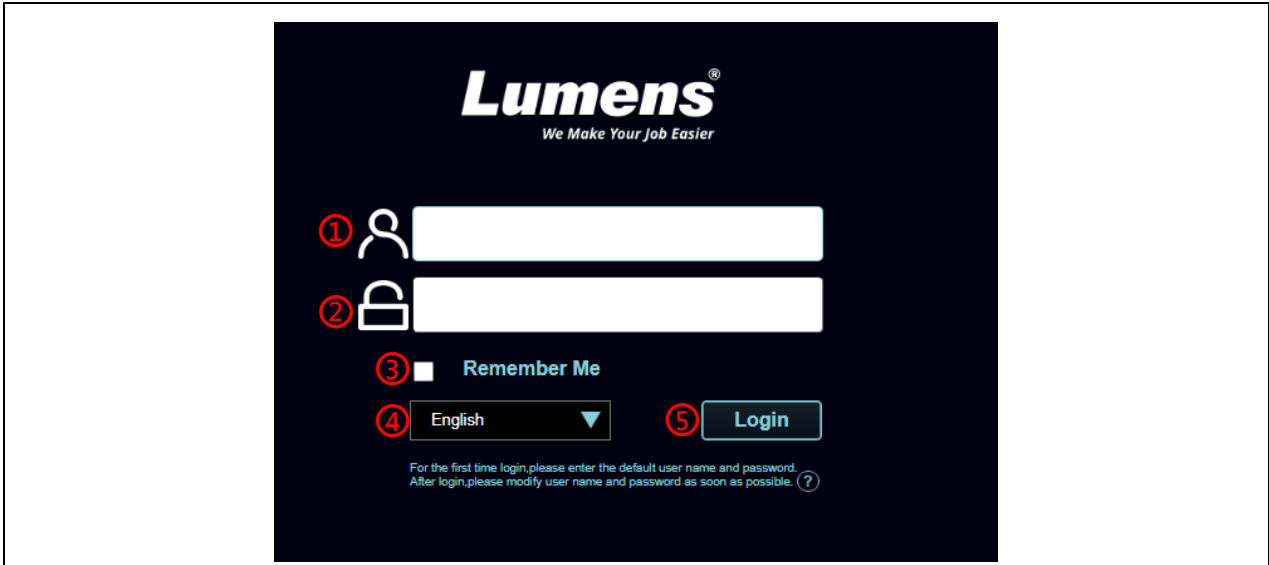 Lumens®
We Make Your Job Easier
①
②
③ Remember Me
④ English ⑤ Login
For the first time login,please enter the default user name and password.
After login,please modify user name and password as soon as possible. ?